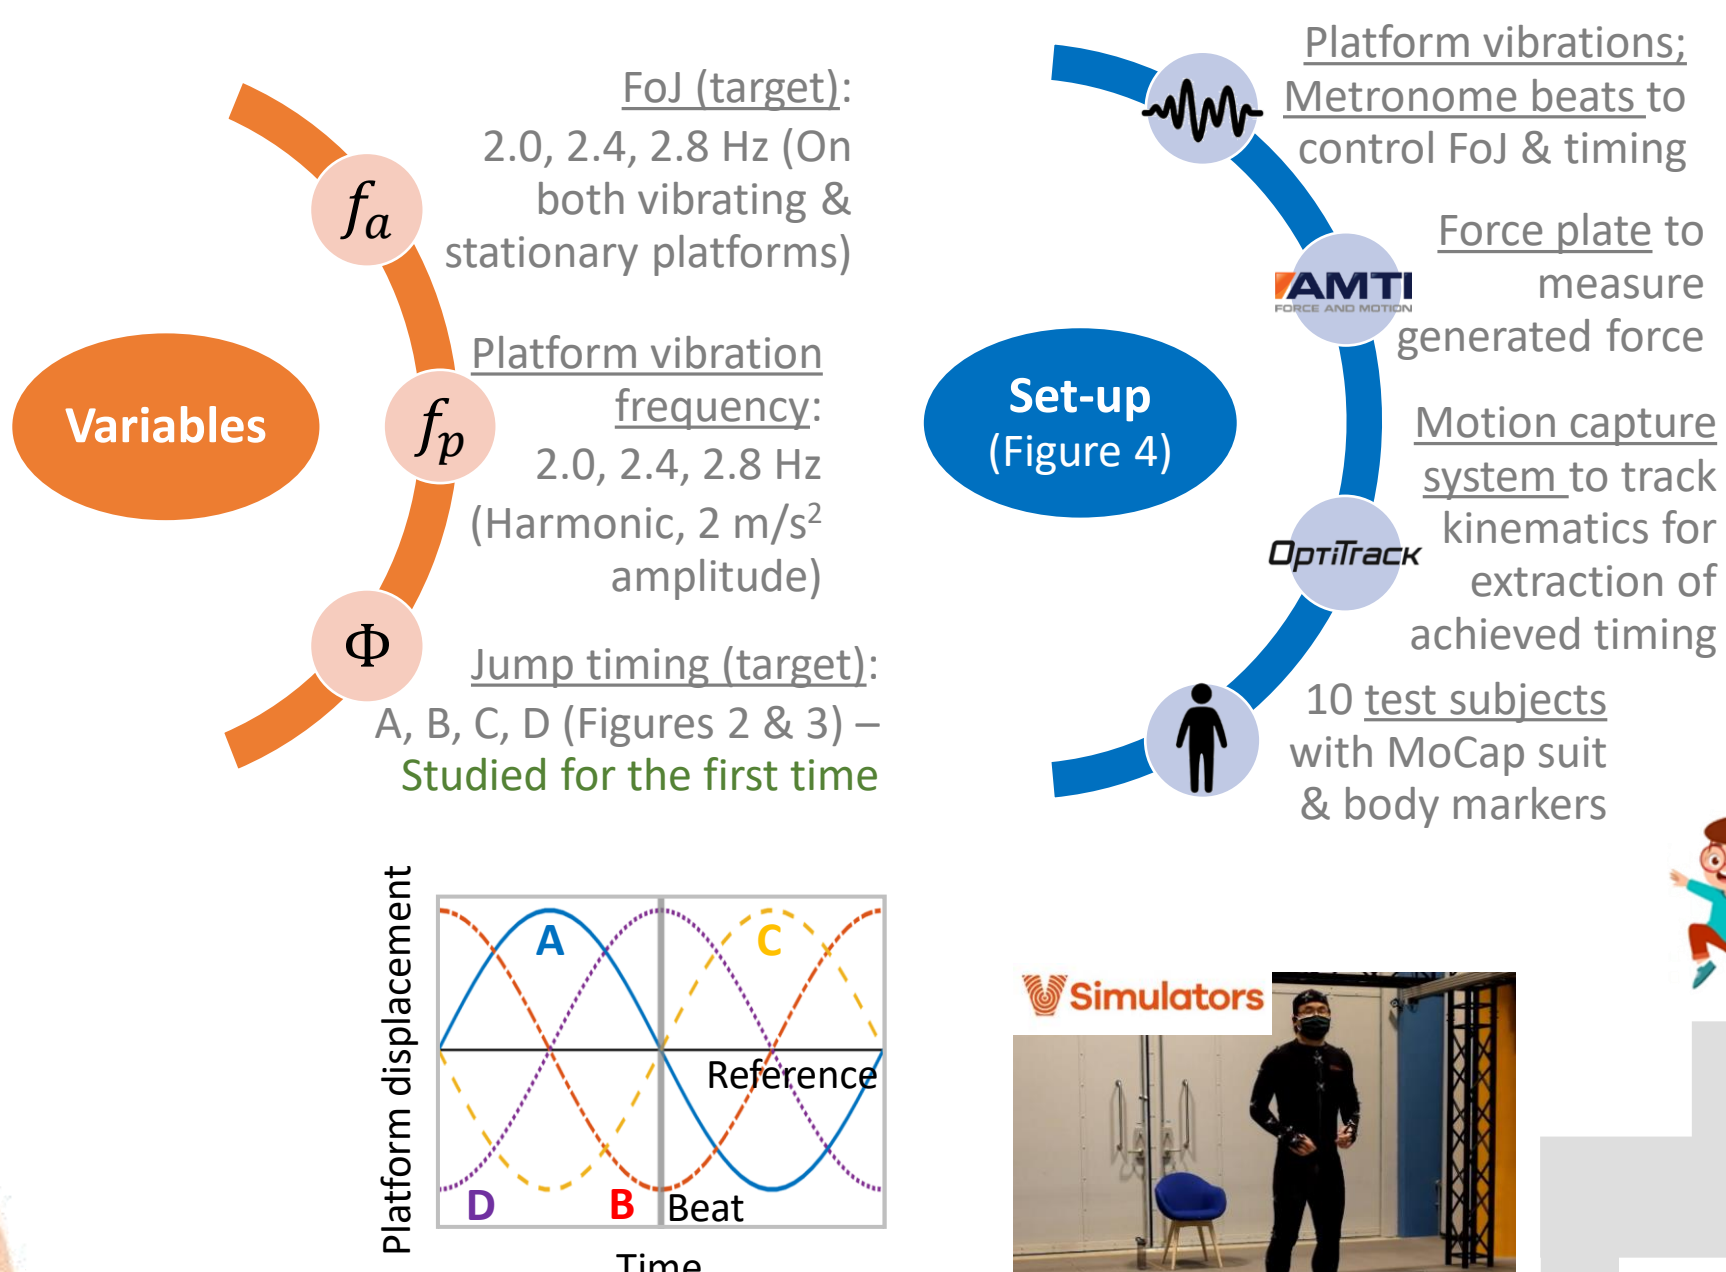 Variables
f_a
FoJ (target):
2.0, 2.4, 2.8 Hz (On
both vibrating &
stationary platforms)
f_p
Platform vibration
frequency:
2.0, 2.4, 2.8 Hz
(Harmonic, 2 m/s²
amplitude)
Φ
Jump timing (target):
A, B, C, D (Figures 2 & 3) –
Studied for the first time
Set-up
(Figure 4)
Platform vibrations;
Metronome beats to
control FoJ & timing
AMTI
FORCE AND MOTION
Force plate to
measure
generated force
OptiTrack
Motion capture
system to track
kinematics for
extraction of
achieved timing
10 test subjects
with MoCap suit
& body markers
Platform displacement
A
C
Reference
D
B
Beat
Time
V Simulators